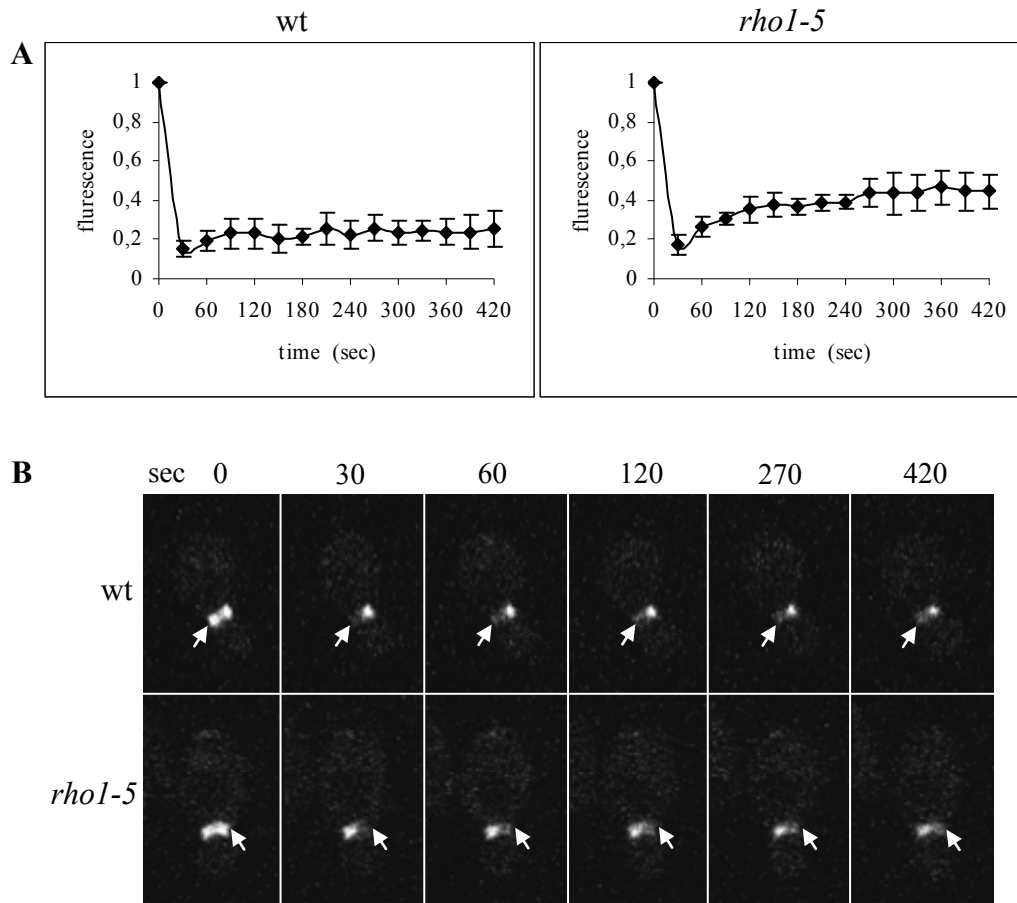 wt
rho1-5
A
1
0,8
0,6
0,4
0,2
0
flurescence
0 60 120 180 240 300 360 420
time (sec)
1
0,8
0,6
0,4
0,2
0
flurescence
0 60 120 180 240 300 360 420
time (sec)
B
sec 0 30 60 120 270 420
wt
rho1-5